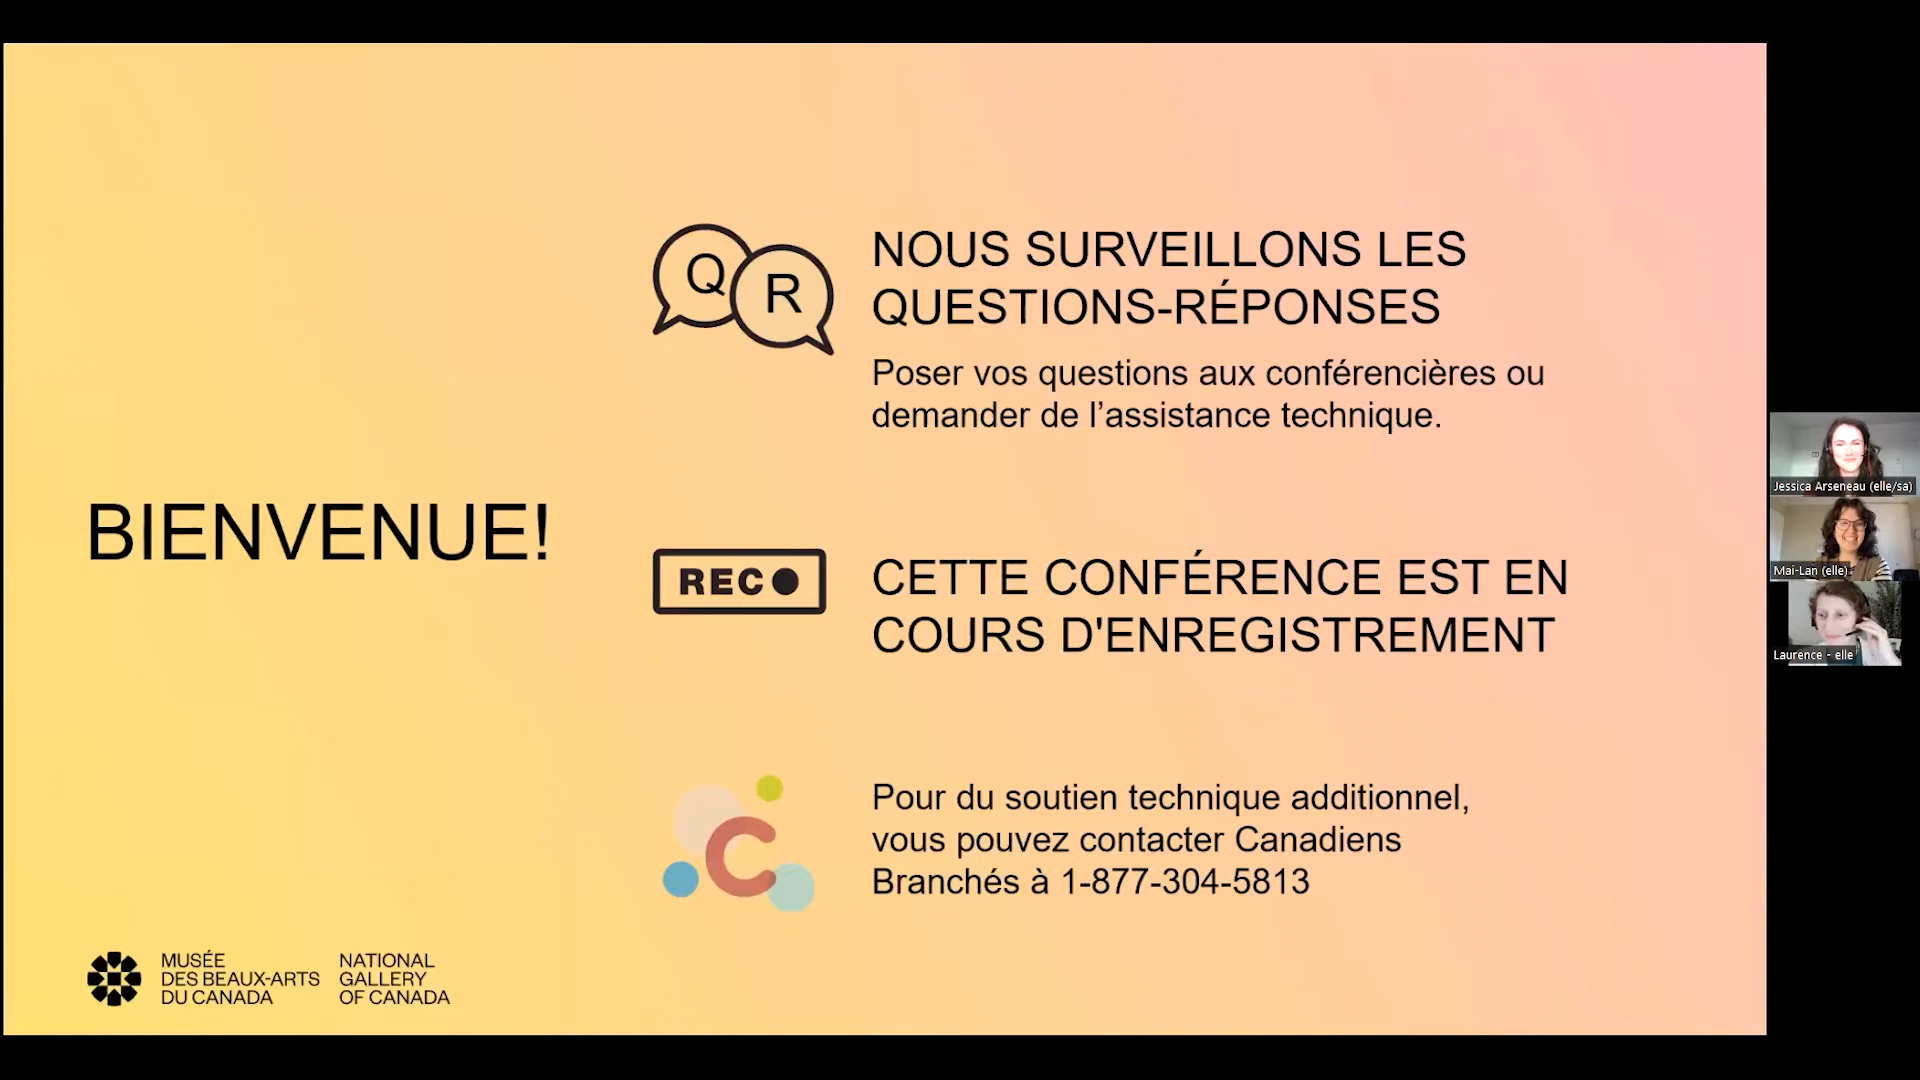 BIENVENUE!
Q R
NOUS SURVEILLONS LES
QUESTIONS-RÉPONSES
Poser vos questions aux conférencières ou
demander de l’assistance technique.
REC
CETTE CONFÉRENCE EST EN
COURS D'ENREGISTREMENT
C
Pour du soutien technique additionnel,
vous pouvez contacter Canadiens
Branchés à 1-877-304-5813
MUSÉE
DES BEAUX-ARTS
DU CANADA
NATIONAL
GALLERY
OF CANADA
Jessica Arseneau (elle/sa)
Mai-Lan (elle)
Laurence - elle